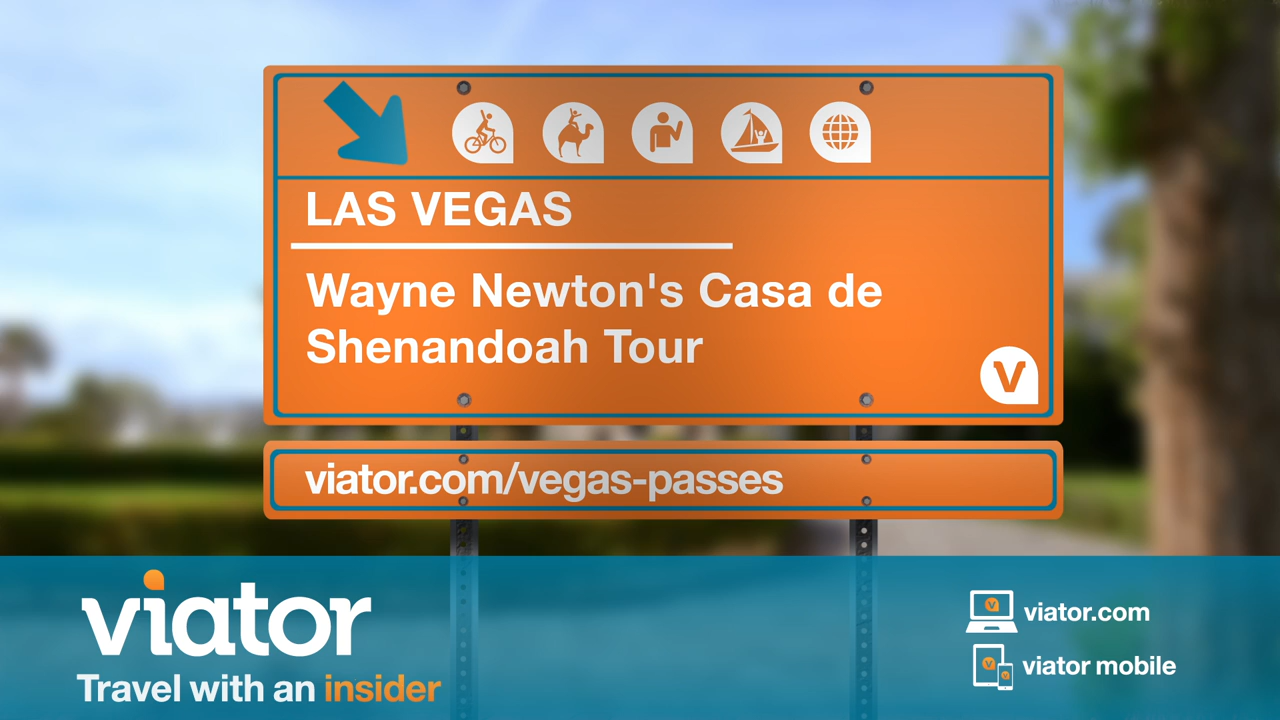 LAS VEGAS
Wayne Newton's Casa de
Shenandoah Tour
V
viator.com/vegas-passes
viator
Travel with an insider
V viator.com
V V viator mobile